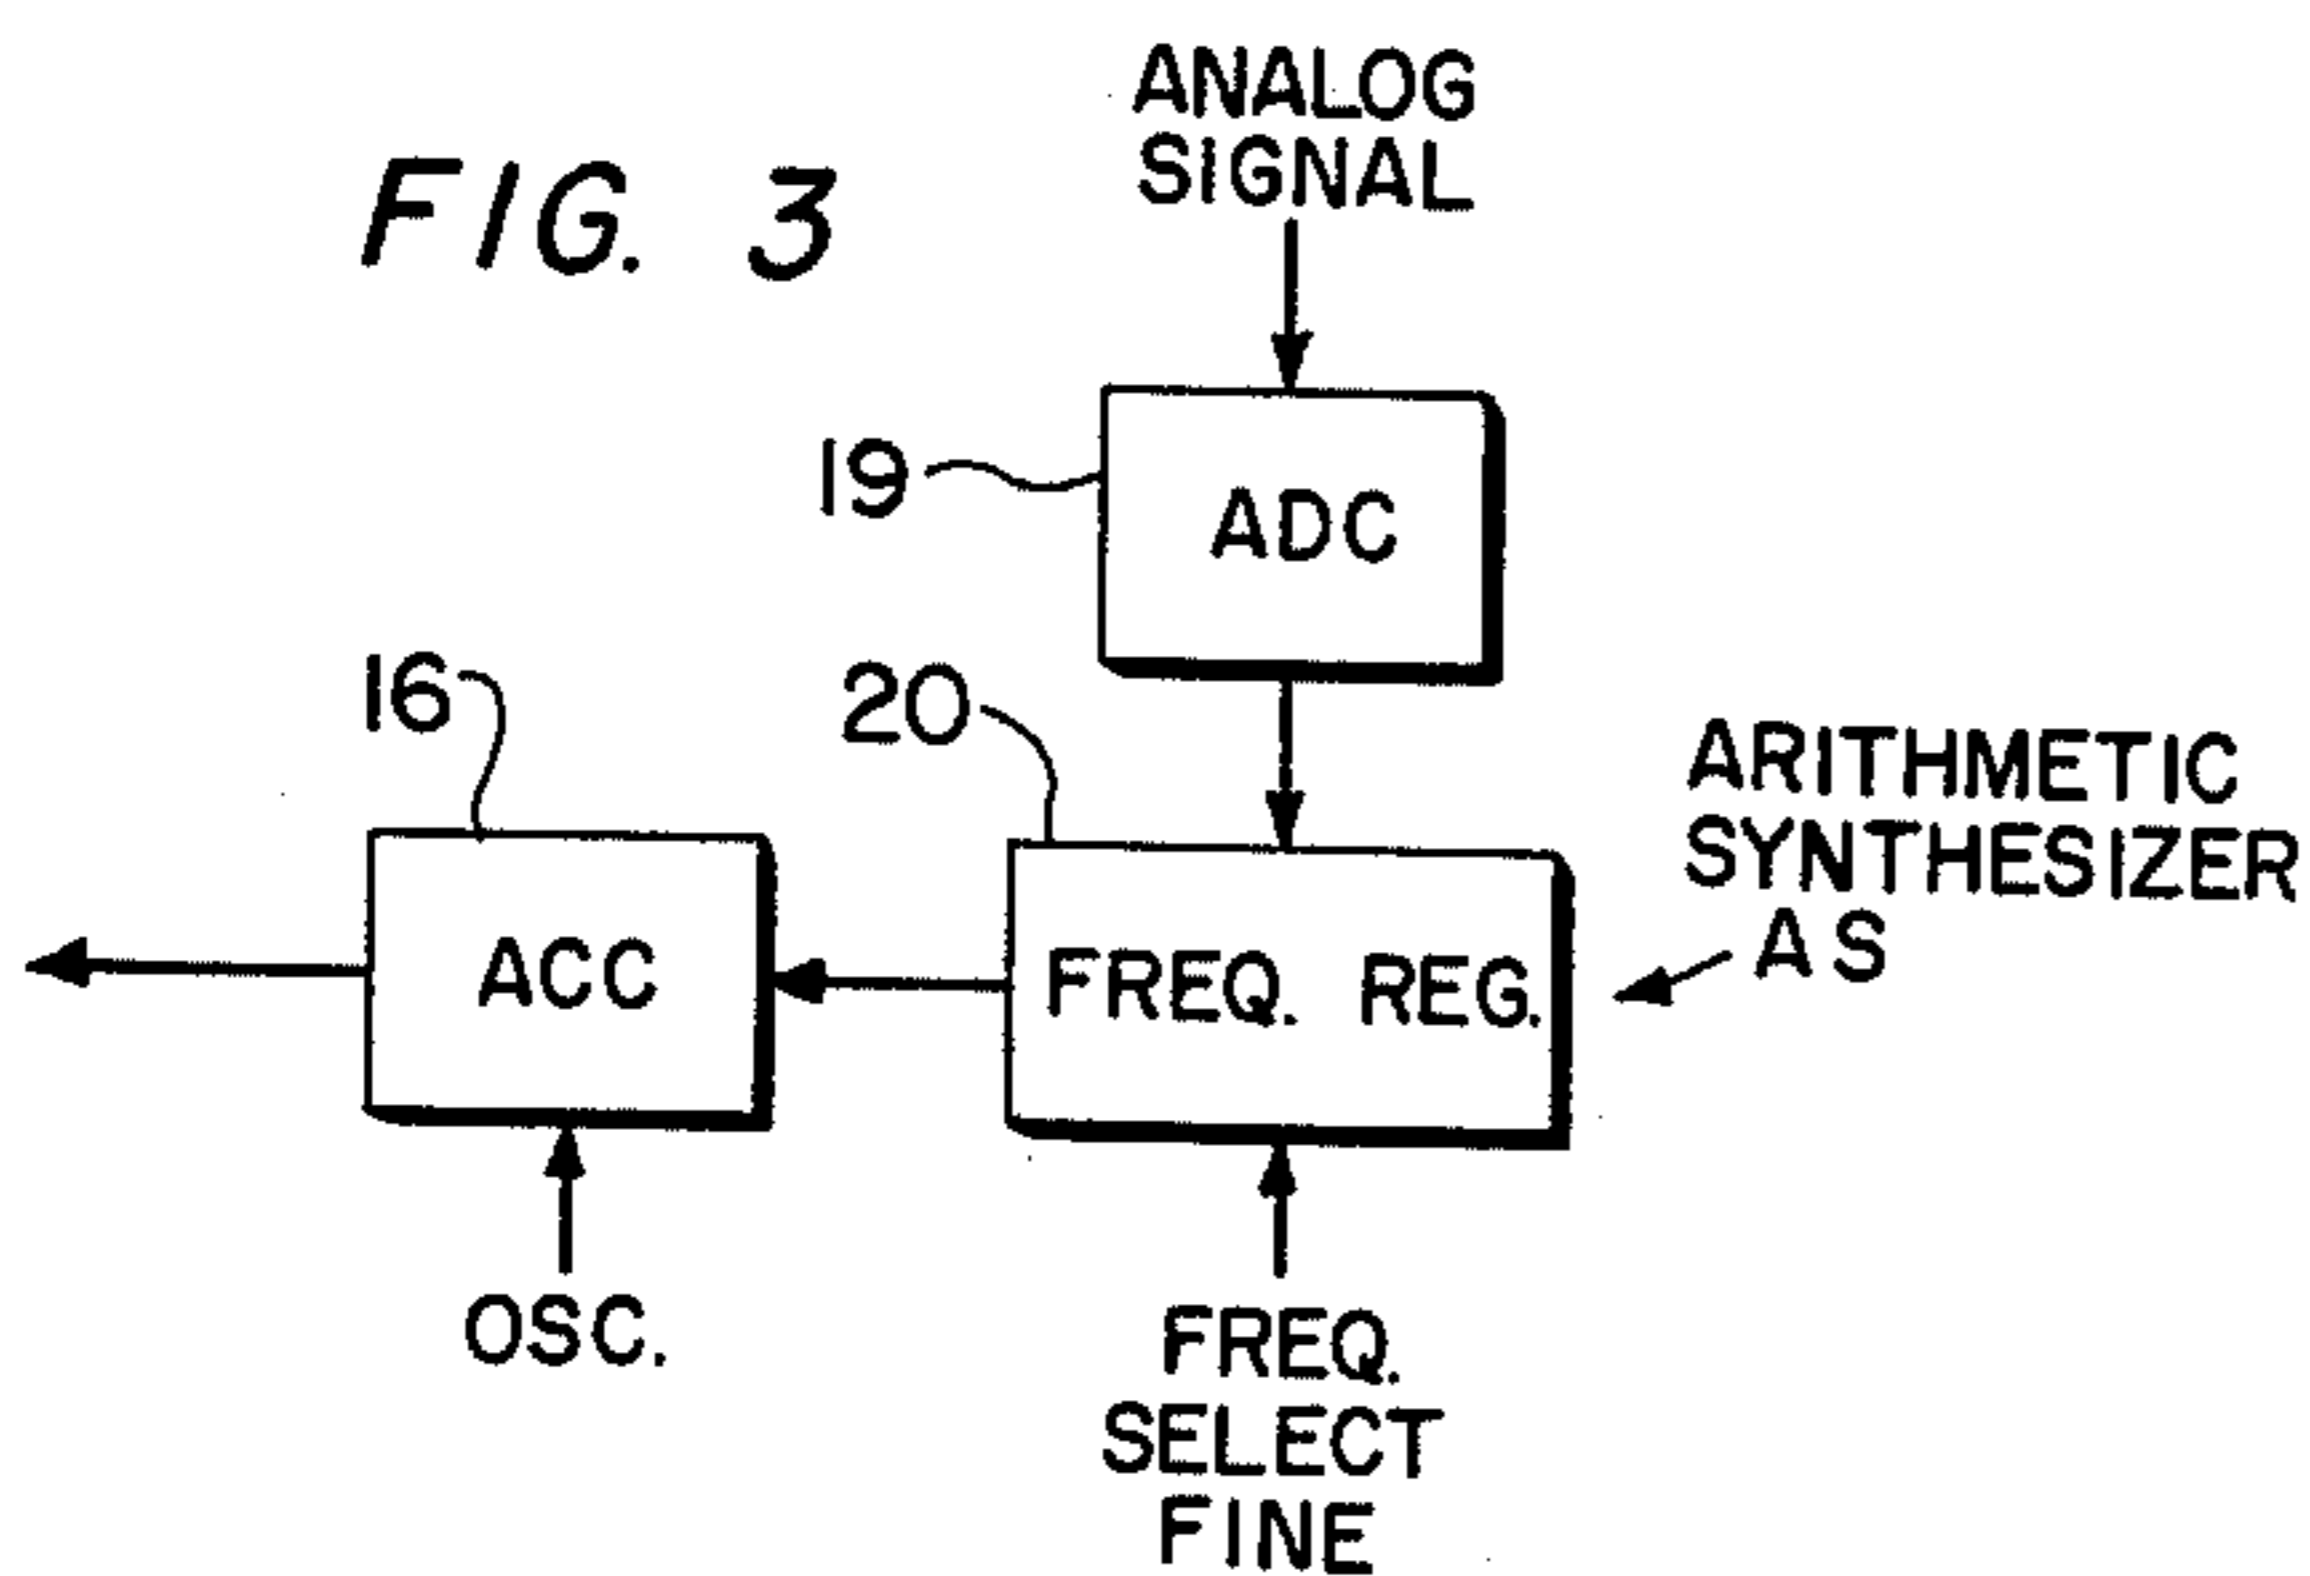 FIG. 3
ANALOG
SIGNAL
19
ADC
16
20
ARITHMETIC
SYNTHESIZER
AS
ACC
FREQ. REG.
OSC.
FREQ.
SELECT
FINE